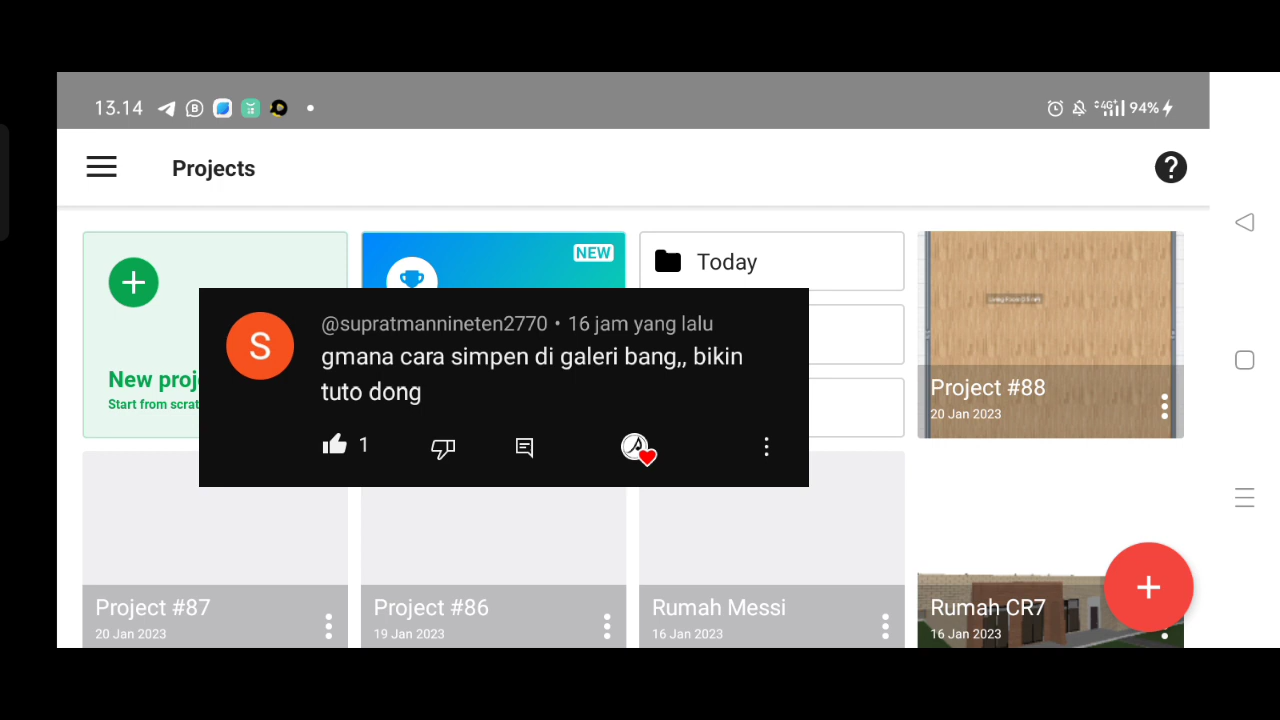 13.14
4G+ 94%
Projects
?
NEW
Today
New proj
Start from scrat
@supratmannineten2770 • 16 jam yang lalu
gmana cara simpen di galeri bang,, bikin
tuto dong
1
S
Project #88
20 Jan 2023
Project #87
20 Jan 2023
Project #86
19 Jan 2023
Rumah Messi
16 Jan 2023
Rumah CR7
16 Jan 2023